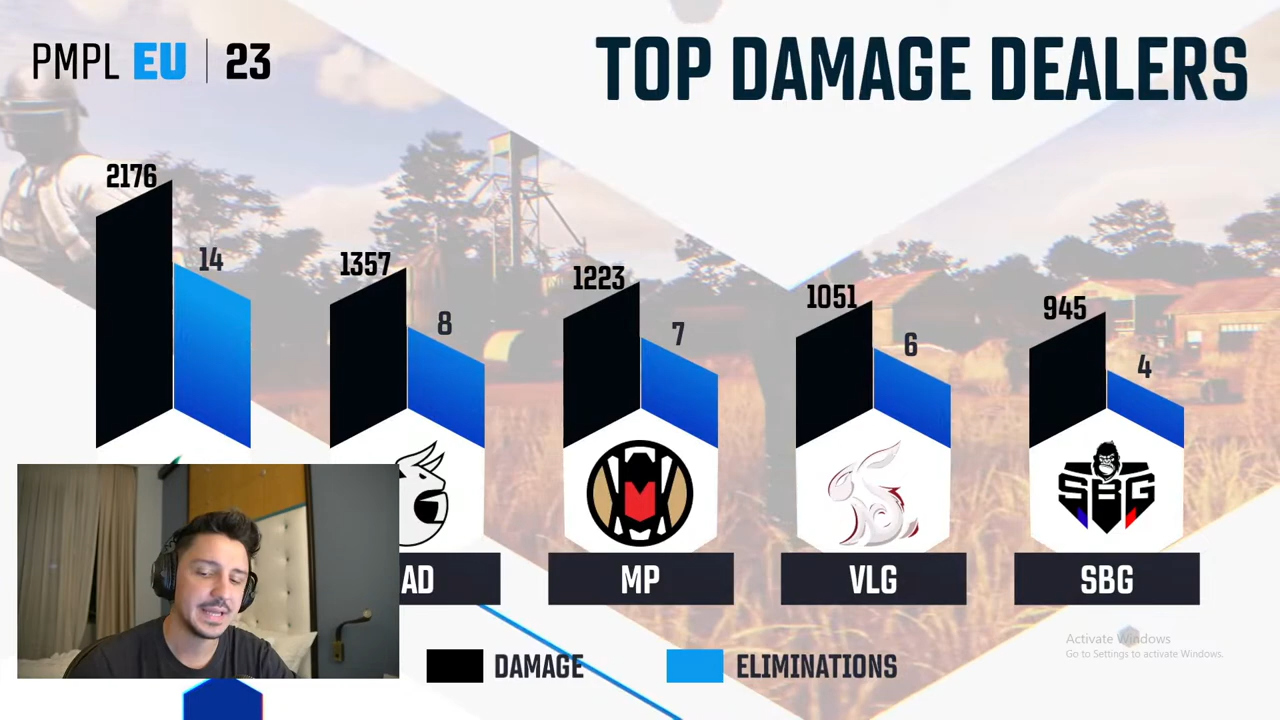 PMPL EU | 23
TOP DAMAGE DEALERS
2176
14
1357
8
1223
7
1051
6
945
4
SBG
AD
MP
VLG
SBG
Activate Windows
Go to Settings to activate Windows.
DAMAGE
ELIMINATIONS